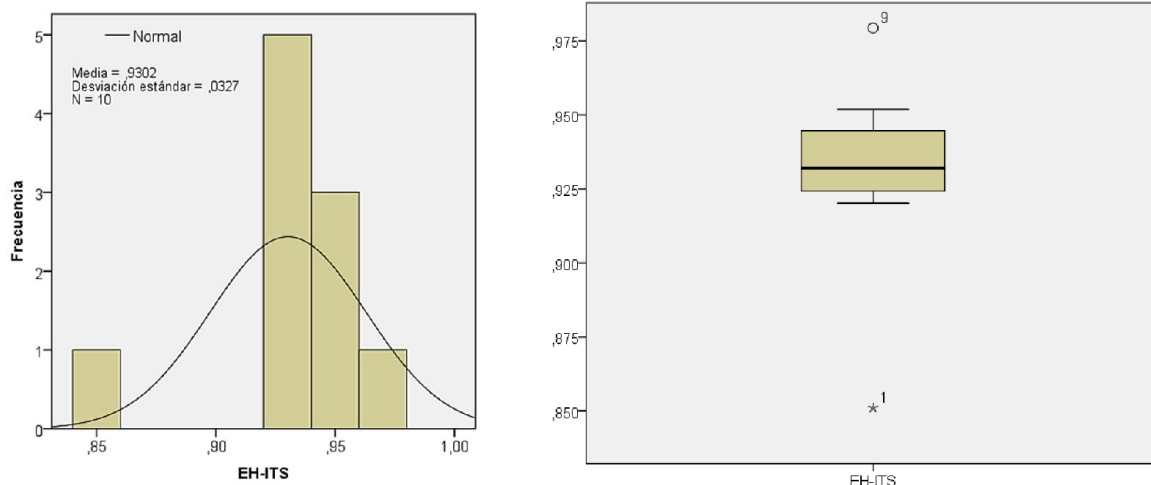 Normal
Media = ,9302
Desviación estándar = ,0327
N = 10
Frecuencia
5
4
3
2
1
0
,85
,90
,95
1,00
EH-ITS
,975
,950
,925
,900
,875
,850
9
1
EH-ITS